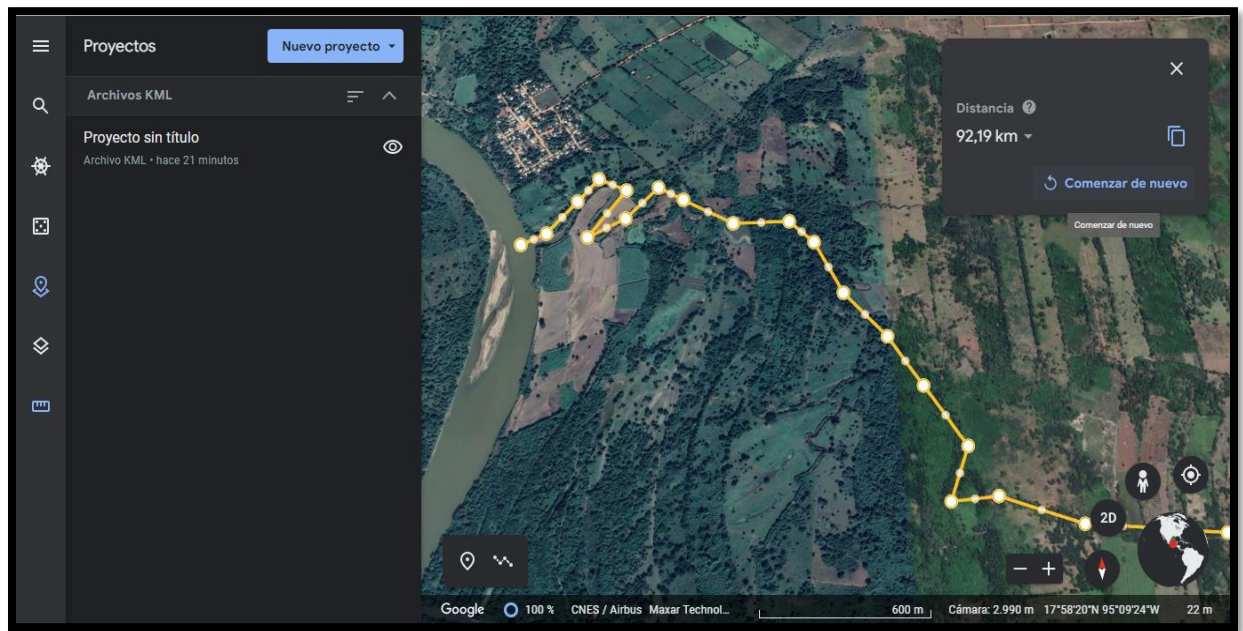 Proyectos
Nuevo proyecto
Archivos KML
Proyecto sin título
Archivo KML • hace 21 minutos
Distancia
92,19 km
Comenzar de nuevo
Comenzar de nuevo
2D
Google 100 % CNES / Airbus Maxar Technol... 600 m Cámara: 2.990 m 17°58'20"N 95°09'24"W 22 m